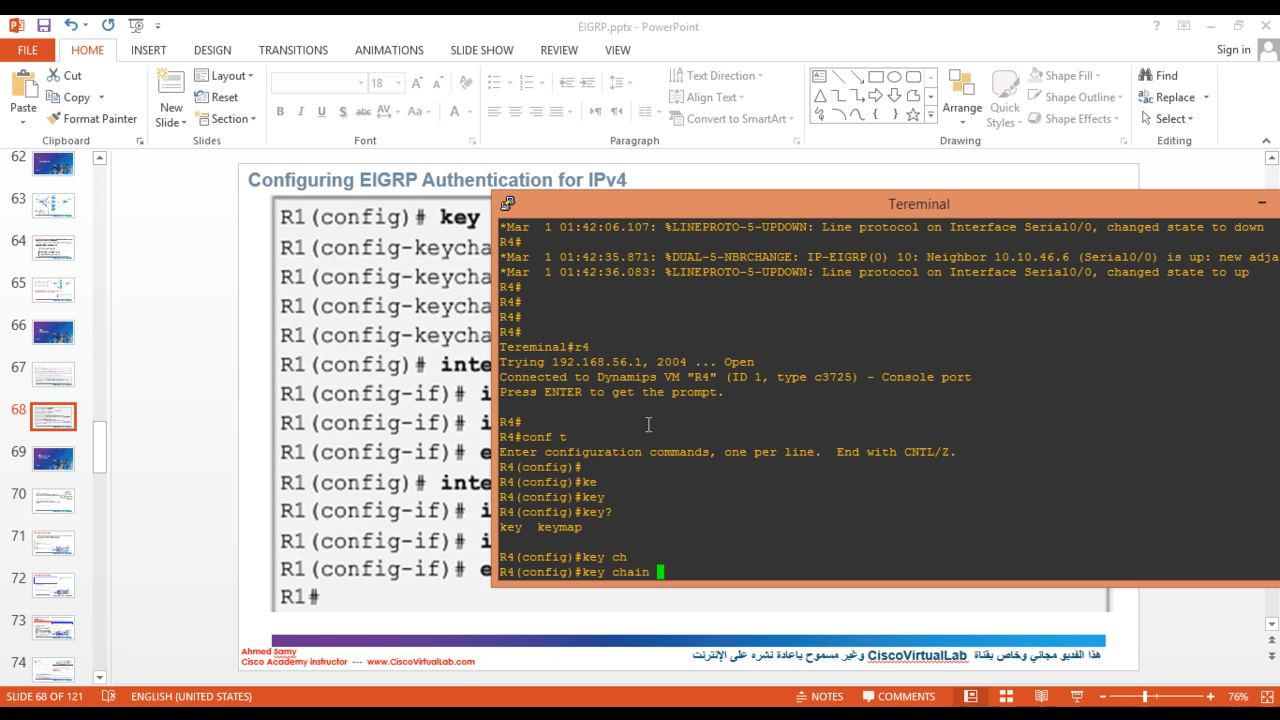 EIGRP.pptx - PowerPoint
FILE HOME INSERT DESIGN TRANSITIONS ANIMATIONS SLIDE SHOW REVIEW VIEW Sign in
Paste
Cut
Copy
Format Painter
Clipboard
New Slide
Layout
Reset
Section
Slides
18
Font
Paragraph
Text Direction
Align Text
Convert to SmartArt
Arrange
Quick Styles
Shape Fill
Shape Outline
Shape Effects
Drawing
Find
Replace
Select
Editing
62
63
64
65
66
67
68
69
70
71
72
73
74
Configuring EIGRP Authentication for IPv4
R1(config)# key
R1(config-keycha
R1(config-keycha
R1(config-keycha
R1(config-keycha
R1(config)# inte
R1(config-if)# i
R1(config-if)# i
R1(config-if)# e
R1(config)# inte
R1(config-if)# i
R1(config-if)# i
R1(config-if)# e
R1#
Tereminal
*Mar  1 01:42:06.107: %LINEPROTO-5-UPDOWN: Line protocol on Interface Serial0/0, changed state to down
R4#
*Mar  1 01:42:35.871: %DUAL-5-NBRCHANGE: IP-EIGRP(0) 10: Neighbor 10.10.46.6 (Serial0/0) is up: new adja
*Mar  1 01:42:36.083: %LINEPROTO-5-UPDOWN: Line protocol on Interface Serial0/0, changed state to up
R4#
R4#
R4#
R4#
Tereminal#r4
Trying 192.168.56.1, 2004 ... Open
Connected to Dynamips VM "R4" (ID 1, type c3725) - Console port
Press ENTER to get the prompt.
R4#
R4#conf t
Enter configuration commands, one per line.  End with CNTL/Z.
R4(config)#
R4(config)#ke
R4(config)#key
R4(config)#key?
key  keymap
R4(config)#key ch
R4(config)#key chain
Ahmed Samy
Cisco Academy instructor --- www.CiscoVirtualLab.com
هذا الفديو مجاني وخاص بقناة CiscoVirtualLab وغير مسموح باعادة نشره على الإنترنت
SLIDE 68 OF 121 ENGLISH (UNITED STATES) NOTES COMMENTS 76%